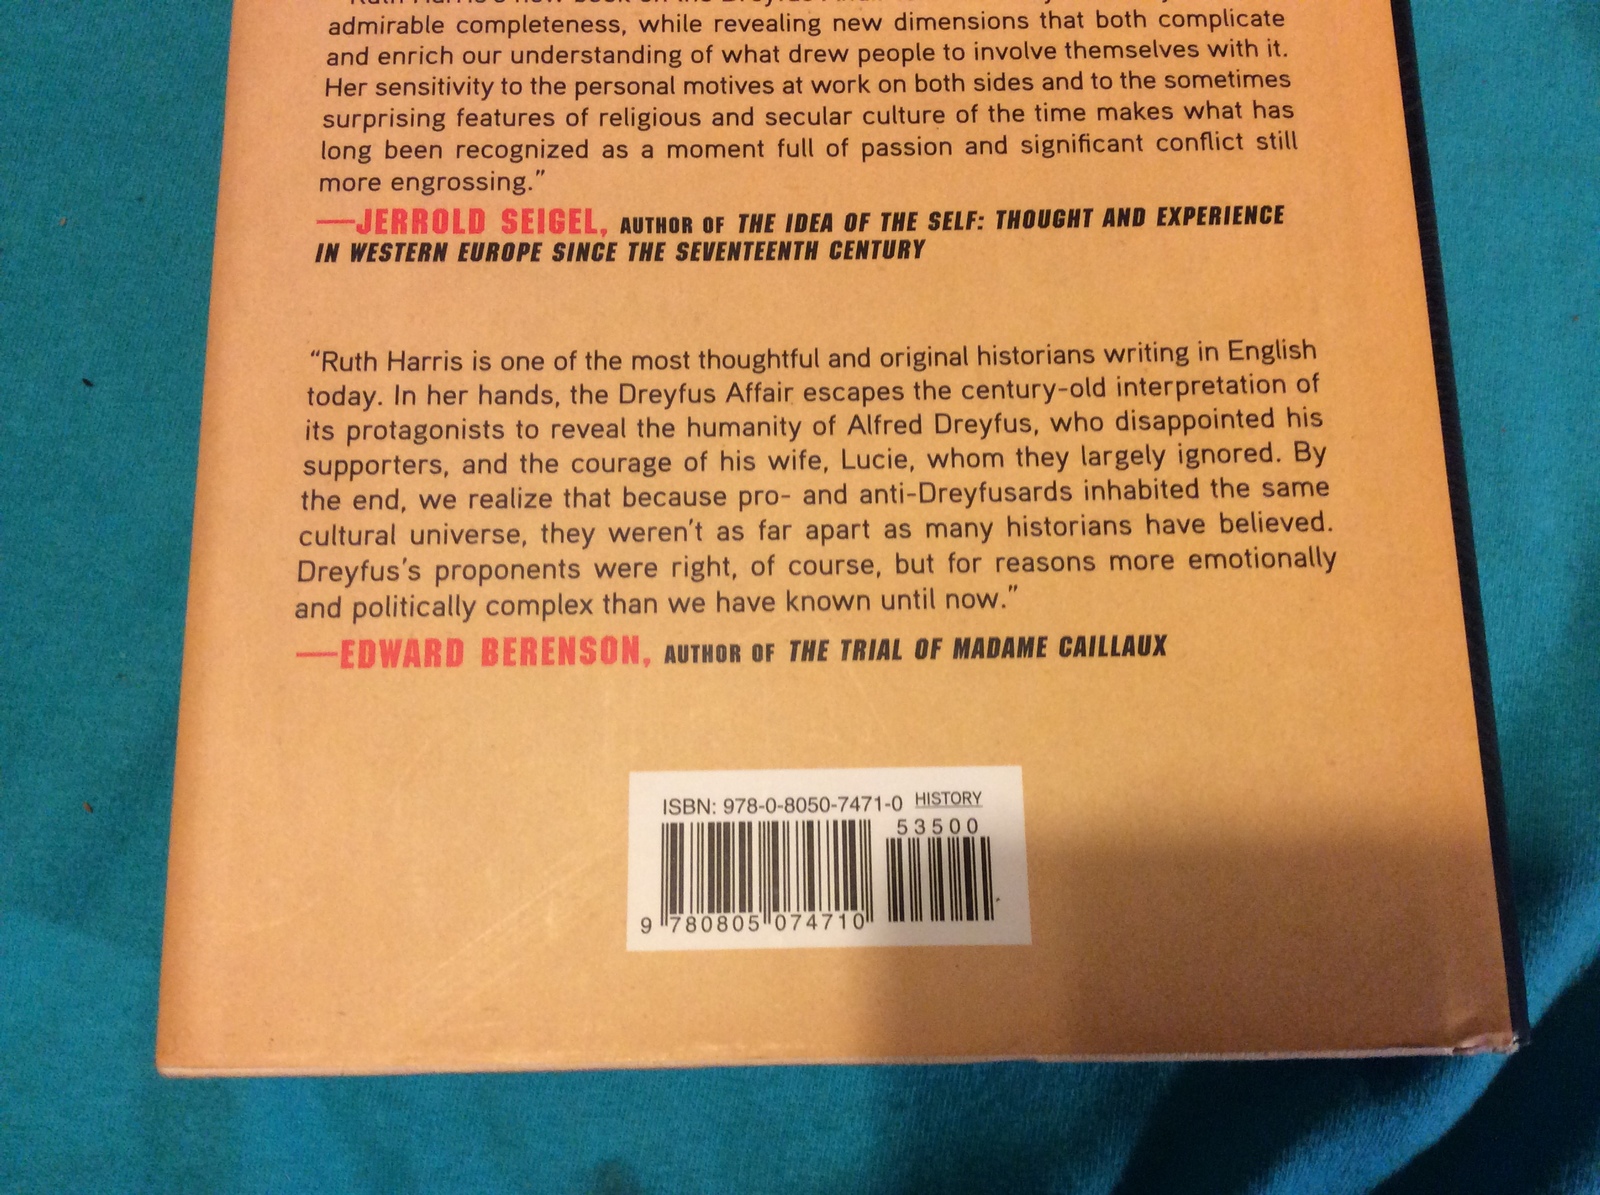 "Ruth Harris's new book on the Dreyfus Affair
admirable completeness, while revealing new dimensions that both complicate
and enrich our understanding of what drew people to involve themselves with it.
Her sensitivity to the personal motives at work on both sides and to the sometimes
surprising features of religious and secular culture of the time makes what has
long been recognized as a moment full of passion and significant conflict still
more engrossing."
—JERROLD SEIGEL, AUTHOR OF THE IDEA OF THE SELF: THOUGHT AND EXPERIENCE
IN WESTERN EUROPE SINCE THE SEVENTEENTH CENTURY
"Ruth Harris is one of the most thoughtful and original historians writing in English
today. In her hands, the Dreyfus Affair escapes the century-old interpretation of
its protagonists to reveal the humanity of Alfred Dreyfus, who disappointed his
supporters, and the courage of his wife, Lucie, whom they largely ignored. By
the end, we realize that because pro- and anti-Dreyfusards inhabited the same
cultural universe, they weren't as far apart as many historians have believed.
Dreyfus's proponents were right, of course, but for reasons more emotionally
and politically complex than we have known until now."
—EDWARD BERENSON, AUTHOR OF THE TRIAL OF MADAME CAILLAUX
ISBN: 978-0-8050-7471-0 HISTORY
53500
9 780805 074710